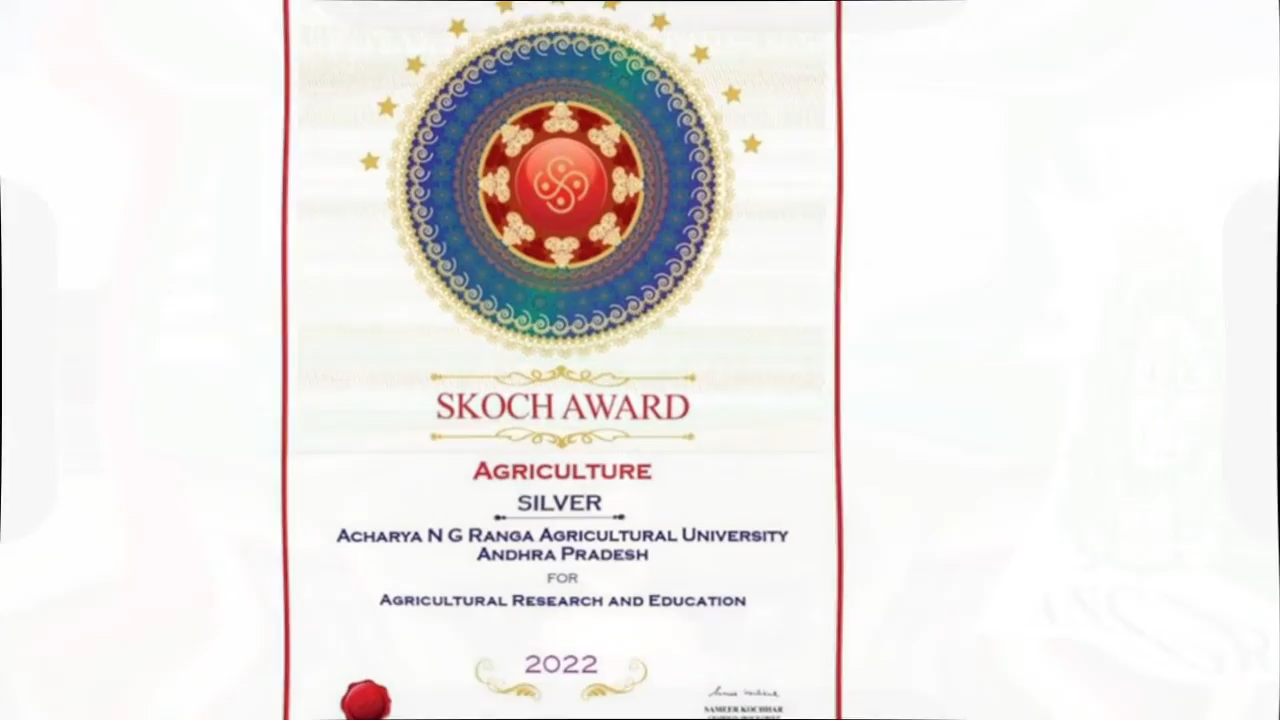 SKOCH AWARD
AGRICULTURE
SILVER
ACHARYA N G RANGA AGRICULTURAL UNIVERSITY
ANDHRA PRADESH
FOR
AGRICULTURAL RESEARCH AND EDUCATION
2022
SAMEER KOCHHAR